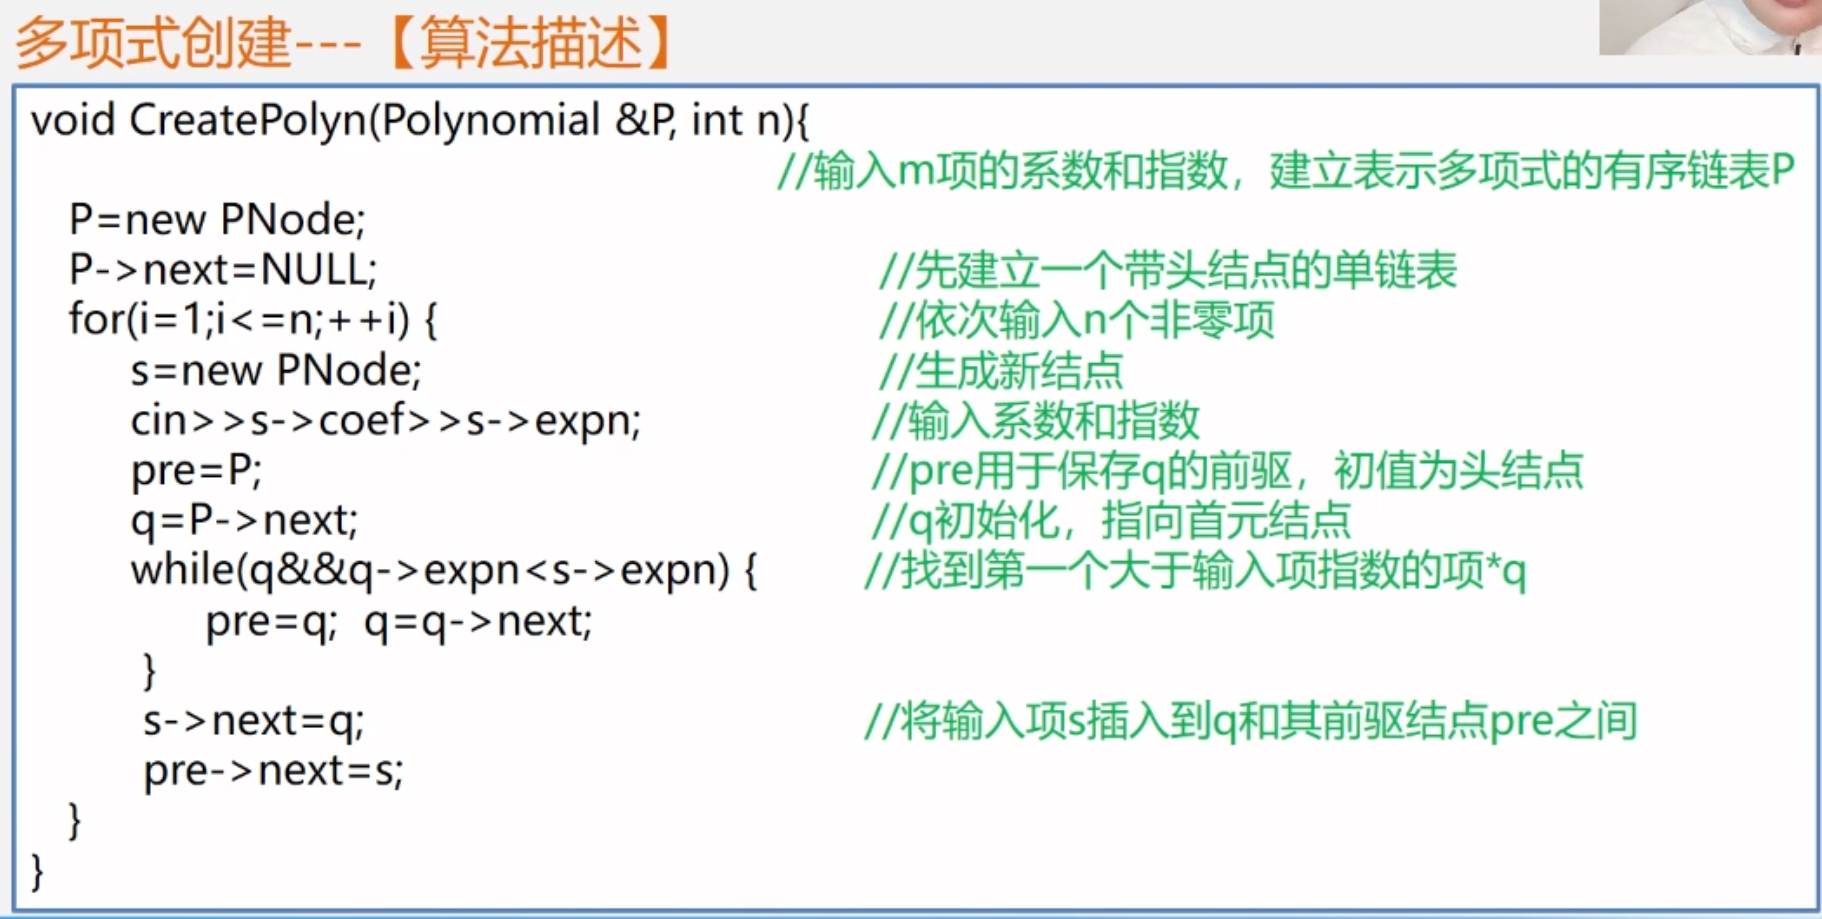 多项式创建---【算法描述】
void CreatePolyn(Polynomial &P, int n){
//输入m项的系数和指数，建立表示多项式的有序链表P
P=new PNode;
P->next=NULL; //先建立一个带头结点的单链表
for(i=1;i<=n;++i) { //依次输入n个非零项
s=new PNode; //生成新结点
cin>>s->coef>>s->expn; //输入系数和指数
pre=P; //pre用于保存q的前驱，初值为头结点
q=P->next; //q初始化，指向首元结点
while(q&&q->expn<s->expn) { //找到第一个大于输入项指数的项*q
pre=q; q=q->next;
}
s->next=q; //将输入项s插入到q和其前驱结点pre之间
pre->next=s;
}
}